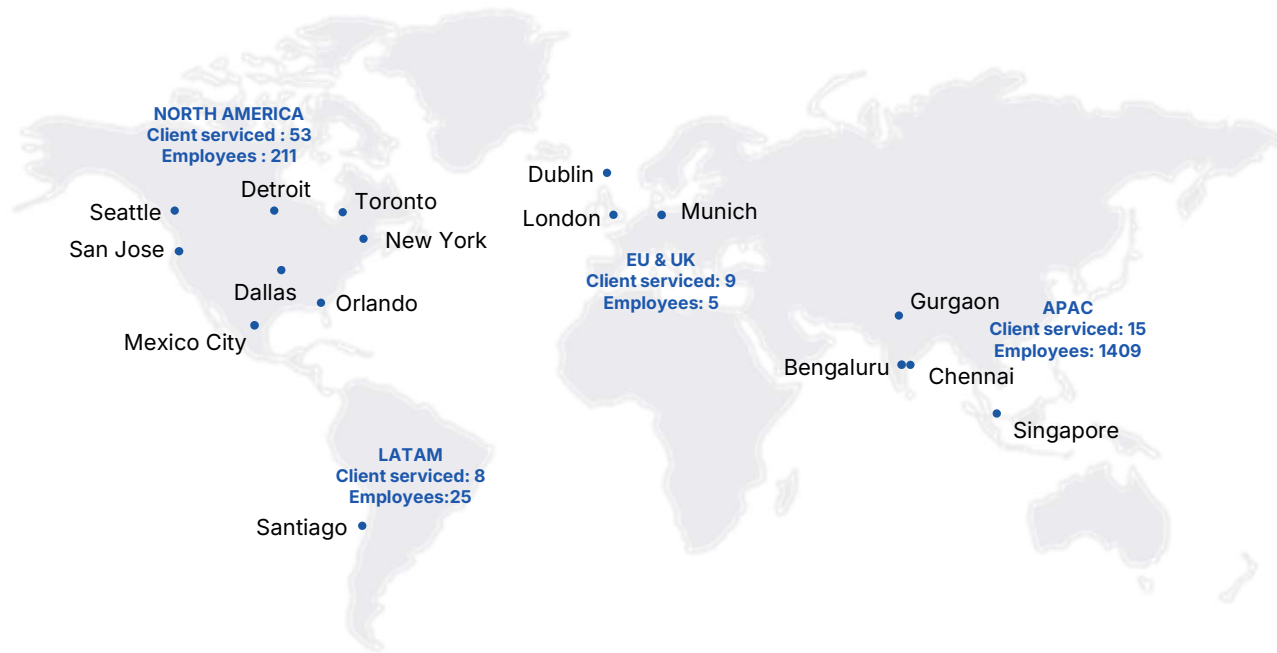 NORTH AMERICA
Client serviced : 53
Employees : 211
Detroit
Seattle
Toronto
New York
San Jose
Dallas
Orlando
Mexico City
Dublin
London
Munich
EU & UK
Client serviced: 9
Employees: 5
Gurgaon
APAC
Client serviced: 15
Employees: 1409
Bengaluru
Chennai
Singapore
LATAM
Client serviced: 8
Employees:25
Santiago